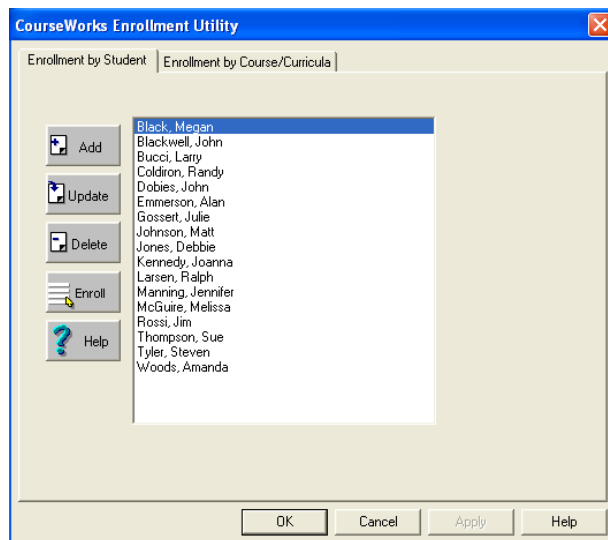 CourseWorks Enrollment Utility
Enrollment by Student
Enrollment by Course/Curricula
Add
Update
Delete
Enroll
Help
Black, Megan
Blackwell, John
Bucci, Larry
Coldiron, Randy
Dobies, John
Emmerson, Alan
Gossert, Julie
Johnson, Matt
Jones, Debbie
Kennedy, Joanna
Larsen, Ralph
Manning, Jennifer
McGuire, Melissa
Rossi, Jim
Thompson, Sue
Tyler, Steven
Woods, Amanda
OK
Cancel
Apply
Help